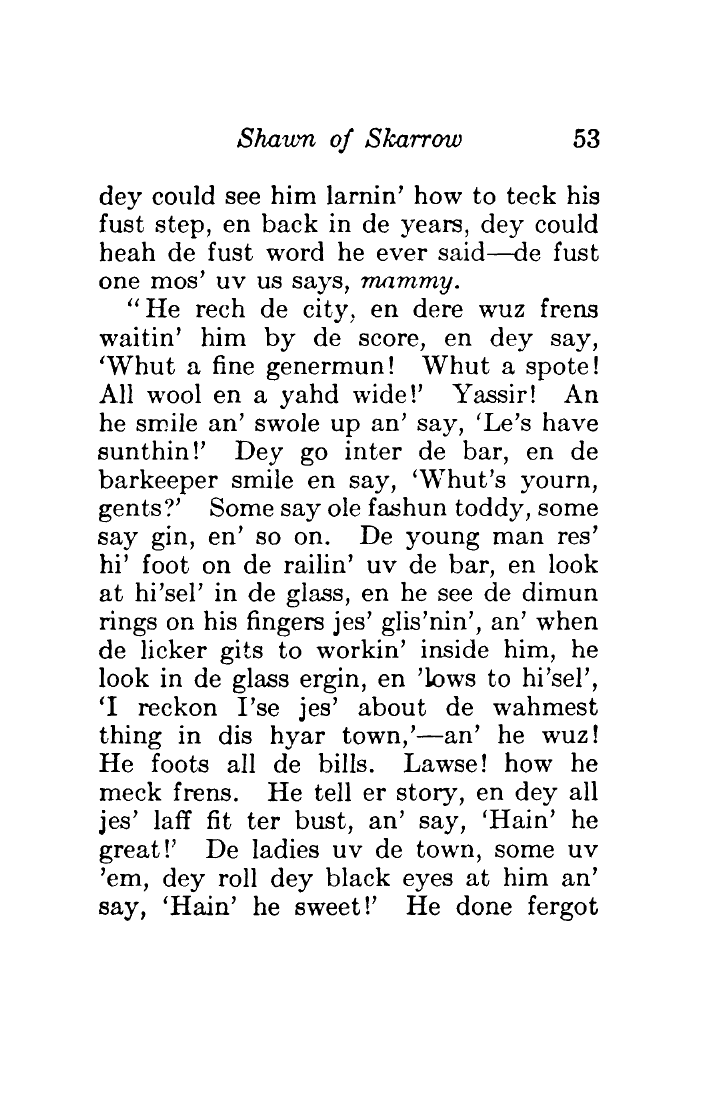 Shawn of Skarrow 53
dey could see him larnin' how to teck his
fust step, en back in de years, dey could
heah de fust word he ever said—de fust
one mos' uv us says, mammy.
“He rech de city, en dere wuz frens
waitin' him by de score, en dey say,
‘Whut a fine genermun! Whut a spote!
All wool en a yahd wide!’ Yassir! An
he smile an' swole up an' say, ‘Le's have
sunthin!’ Dey go inter de bar, en de
barkeeper smile en say, ‘Whut's yourn,
gents?’ Some say ole fashun toddy, some
say gin, en' so on. De young man res'
hi' foot on de railin' uv de bar, en look
at hi'sel' in de glass, en he see de dimun
rings on his fingers jes' glis'nin', an' when
de licker gits to workin' inside him, he
look in de glass ergin, en 'lows to hi'sel',
‘I reckon I'se jes' about de wahmest
thing in dis hyar town,’—an' he wuz!
He foots all de bills. Lawse! how he
meck frens. He tell er story, en dey all
jes' laff fit ter bust, an' say, ‘Hain' he
great!’ De ladies uv de town, some uv
'em, dey roll dey black eyes at him an'
say, ‘Hain' he sweet!’ He done fergot